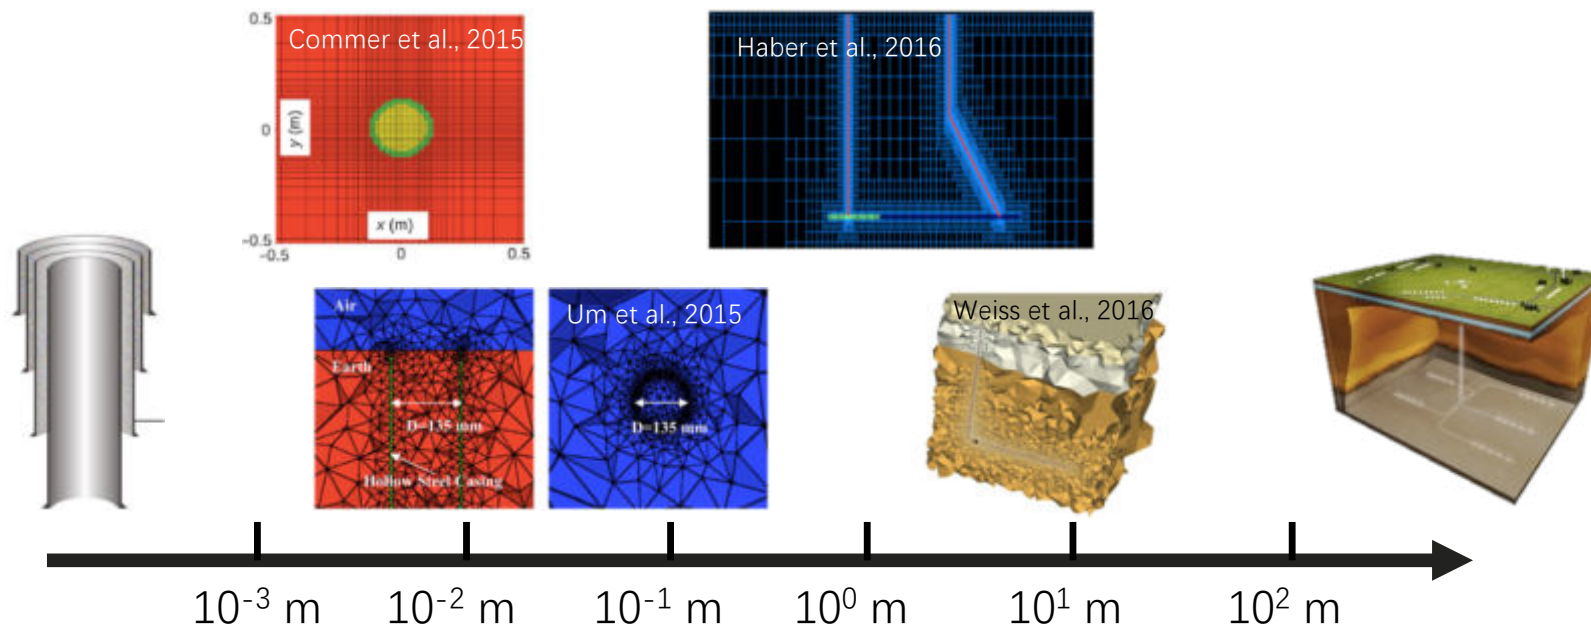 0.5
Commer et al., 2015
y (m)
0
x (m)
-0.5
-0.5
0
0.5
Haber et al., 2016
Air
Earth
D=135 mm
Hollow Steel Casing
Um et al., 2015
D=135 mm
Weiss et al., 2016
10⁻³ m
10⁻² m
10⁻¹ m
10⁰ m
10¹ m
10² m